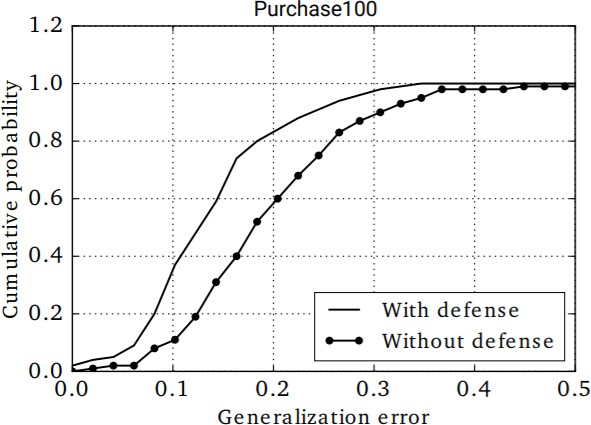 Purchase100
1.2
1.0
0.8
0.6
0.4
0.2
0.0
Cumulative probability
With defense
Without defense
0.0 0.1 0.2 0.3 0.4 0.5
Generalization error